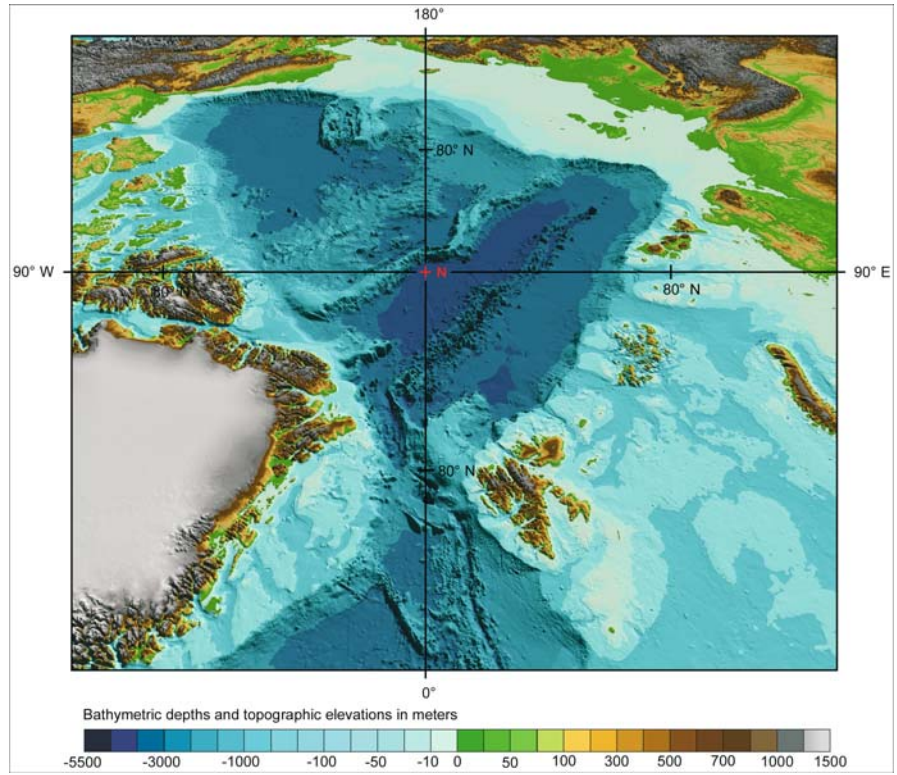 180°
80° N
90° W
80° N
N
80° N
90° E
80° N
0°
Bathymetric depths and topographic elevations in meters
-5500 -3000 -1000 -100 -50 -10 0 50 100 300 500 700 1000 1500